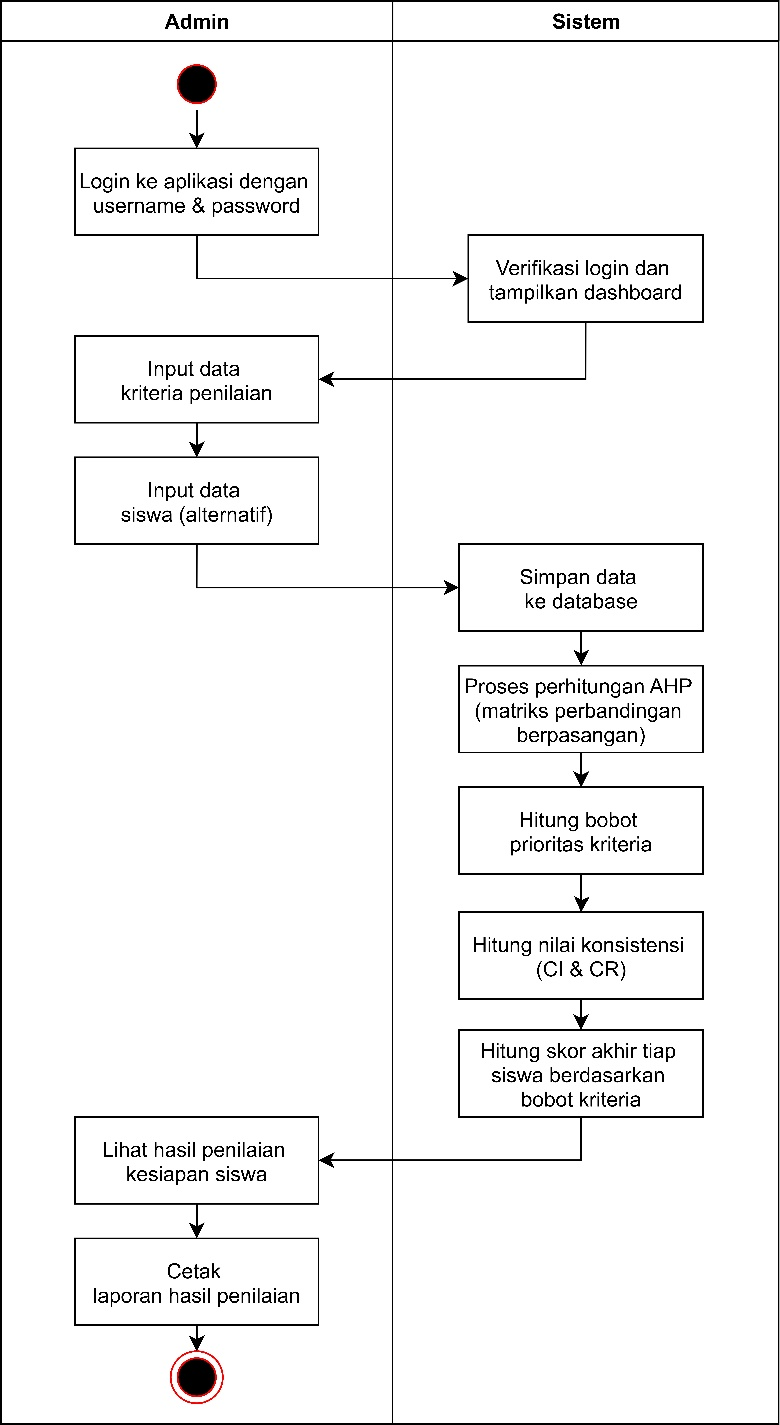 Admin
Sistem
Login ke aplikasi dengan
username & password
Verifikasi login dan
tampilkan dashboard
Input data
kriteria penilaian
Input data
siswa (alternatif)
Simpan data
ke database
Proses perhitungan AHP
(matriks perbandingan
berpasangan)
Hitung bobot
prioritas kriteria
Hitung nilai konsistensi
(CI & CR)
Hitung skor akhir tiap
siswa berdasarkan
bobot kriteria
Lihat hasil penilaian
kesiapan siswa
Cetak
laporan hasil penilaian